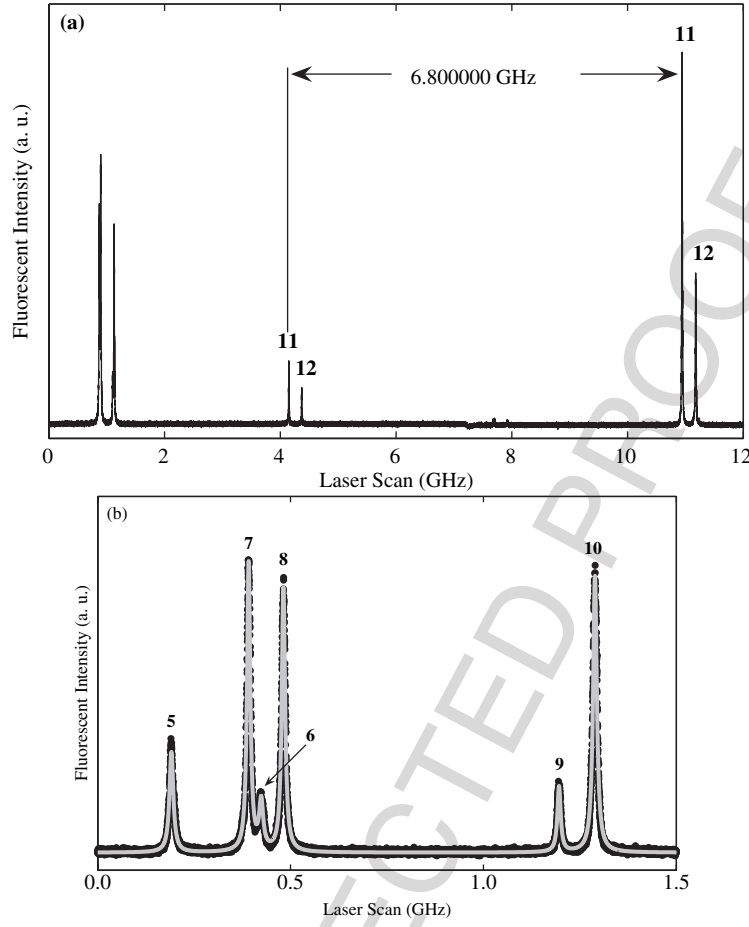 (a)
11
6.800000 GHz
12
11
12
Fluorescent Intensity (a. u.)
0 2 4 6 8 10 12
Laser Scan (GHz)
(b)
7
8
10
5
6
9
Fluorescent Intensity (a. u.)
0.0 0.5 1.0 1.5
Laser Scan (GHz)
ECTED PROOF